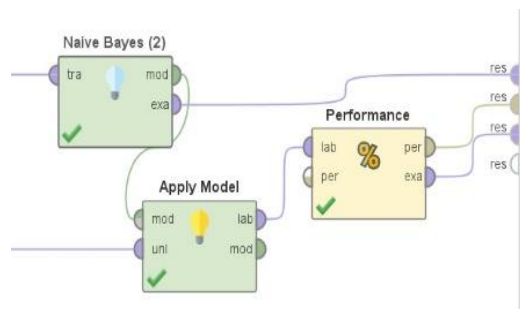 Naive Bayes (2)
tra mod
exa
res
res
res
res
Performance
lab % per
per exa
Apply Model
mod lab
unl mod